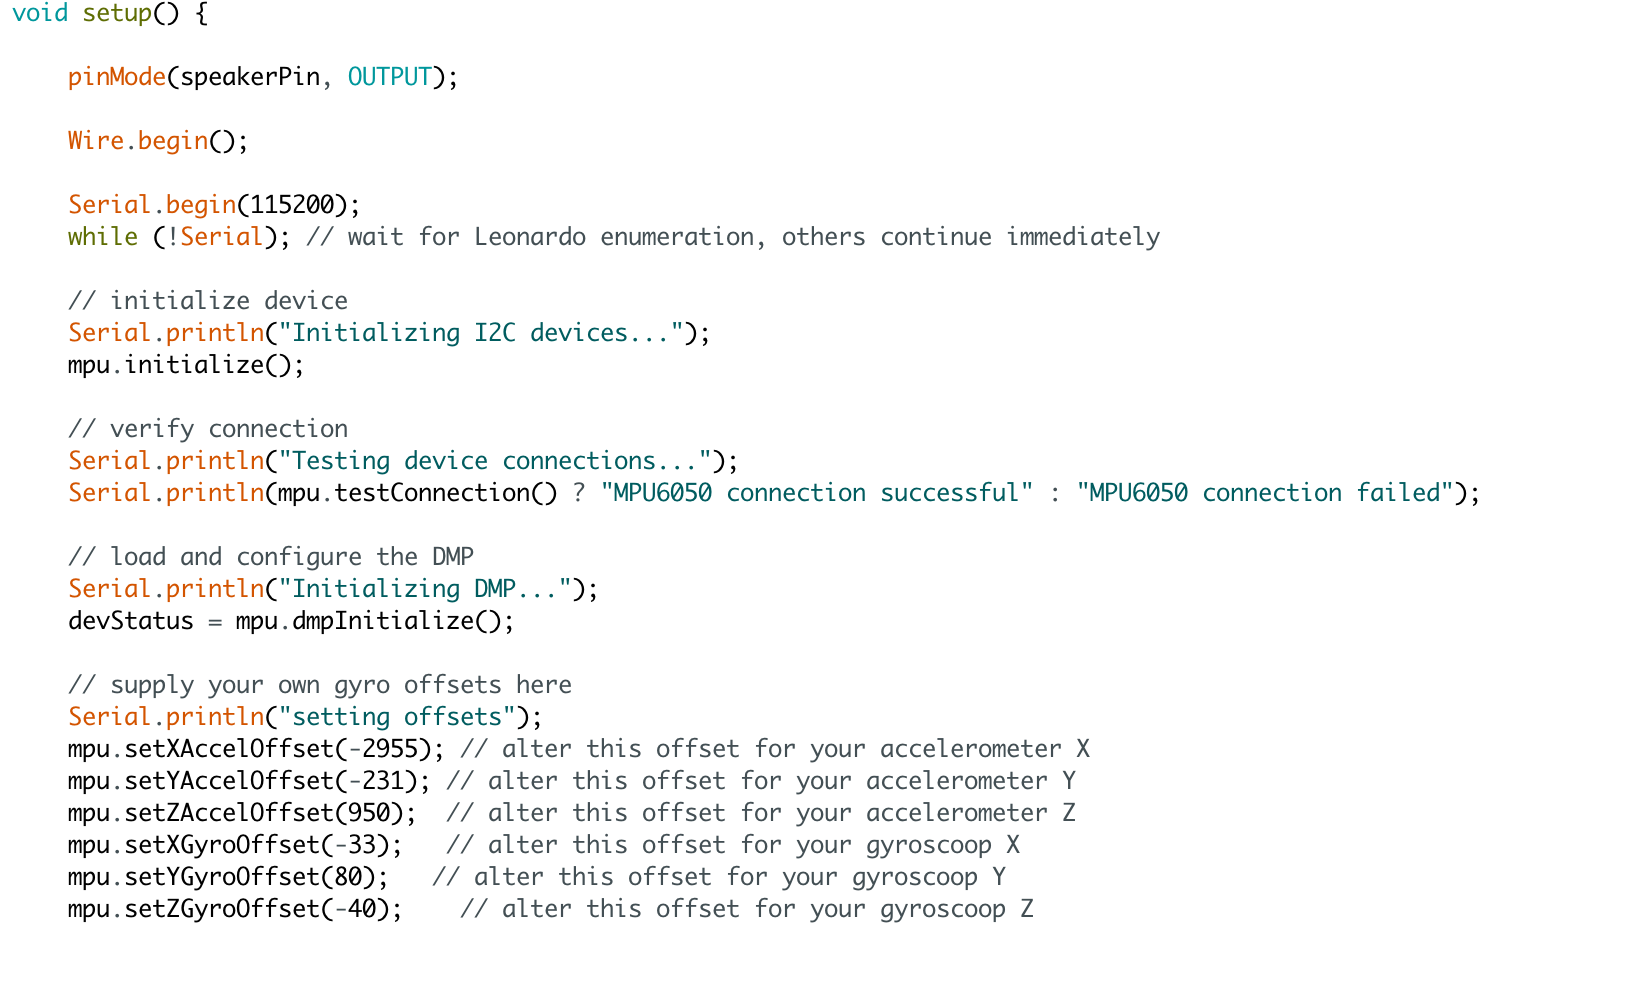 void setup() {
pinMode(speakerPin, OUTPUT);
Wire.begin();
Serial.begin(115200);
while (!Serial); // wait for Leonardo enumeration, others continue immediately
// initialize device
Serial.println("Initializing I2C devices...");
mpu.initialize();
// verify connection
Serial.println("Testing device connections...");
Serial.println(mpu.testConnection() ? "MPU6050 connection successful" : "MPU6050 connection failed");
// load and configure the DMP
Serial.println("Initializing DMP...");
devStatus = mpu.dmpInitialize();
// supply your own gyro offsets here
Serial.println("setting offsets");
mpu.setXAccelOffset(-2955); // alter this offset for your accelerometer X
mpu.setYAccelOffset(-231); // alter this offset for your accelerometer Y
mpu.setZAccelOffset(950);  // alter this offset for your accelerometer Z
mpu.setXGyroOffset(-33);   // alter this offset for your gyroscoop X
mpu.setYGyroOffset(80);   // alter this offset for your gyroscoop Y
mpu.setZGyroOffset(-40);    // alter this offset for your gyroscoop Z